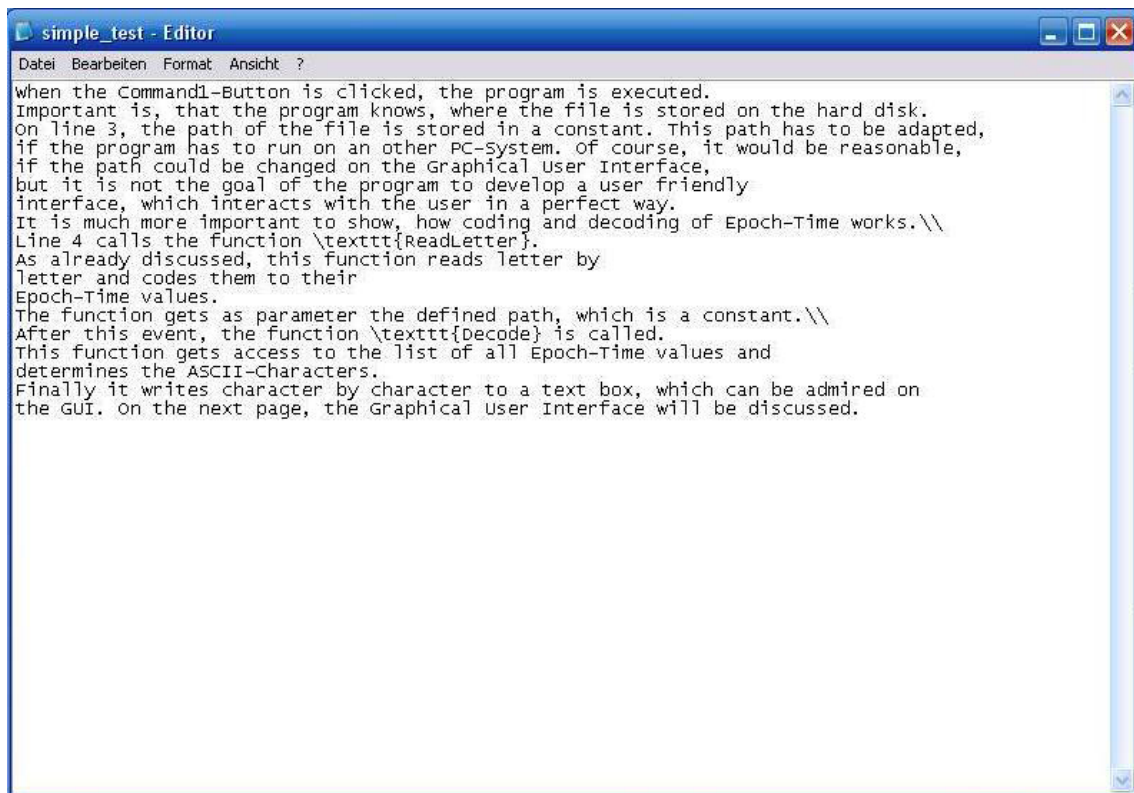 simple_test - Editor
Datei Bearbeiten Format Ansicht ?
When the Command1-Button is clicked, the program is executed.
Important is, that the program knows, where the file is stored on the hard disk.
On line 3, the path of the file is stored in a constant. This path has to be adapted,
if the program has to run on an other PC-System. Of course, it would be reasonable,
if the path could be changed on the Graphical User Interface,
but it is not the goal of the program to develop a user friendly
interface, which interacts with the user in a perfect way.
It is much more important to show, how coding and decoding of Epoch-Time works.\\
Line 4 calls the function \texttt{ReadLetter}.
As already discussed, this function reads letter by
letter and codes them to their
Epoch-Time values.
The function gets as parameter the defined path, which is a constant.\\
After this event, the function \texttt{Decode} is called.
This function gets access to the list of all Epoch-Time values and
determines the ASCII-Characters.
Finally it writes character by character to a text box, which can be admired on
the GUI. On the next page, the Graphical User Interface will be discussed.